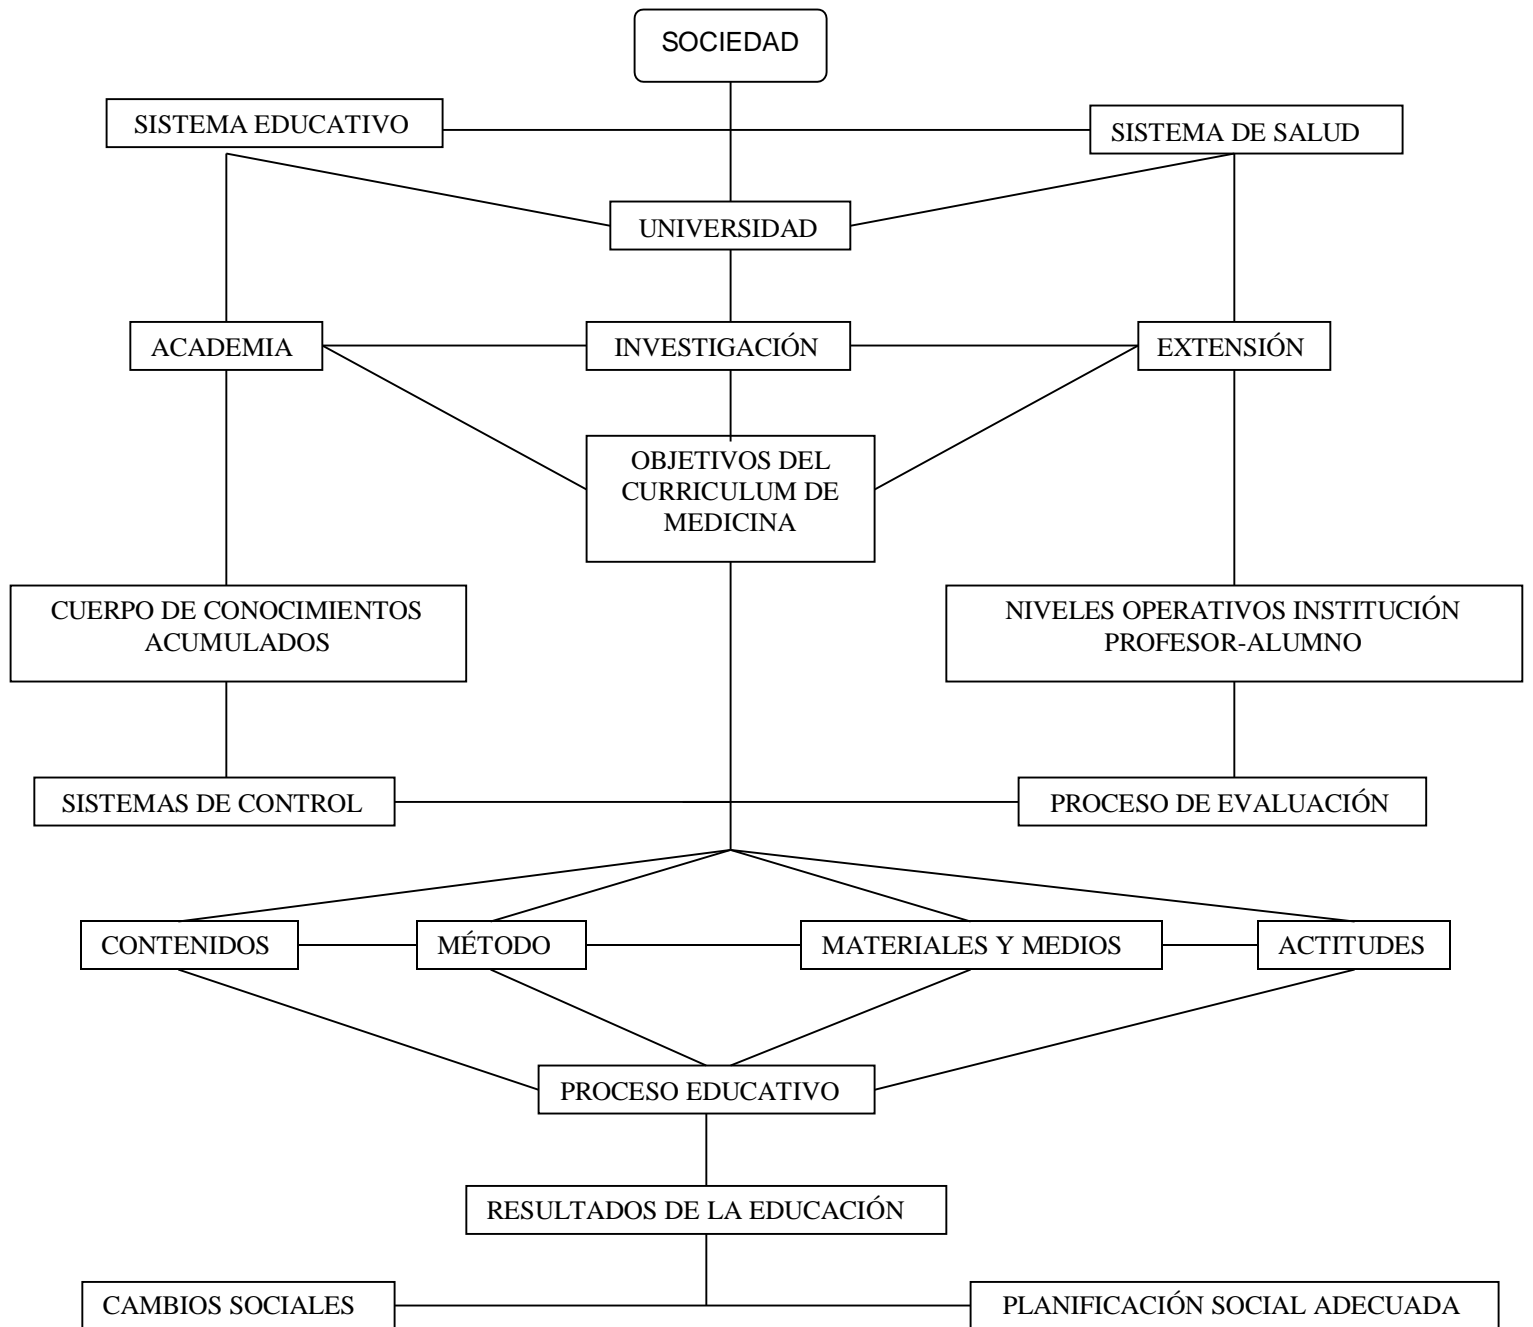 SOCIEDAD
SISTEMA EDUCATIVO
SISTEMA DE SALUD
UNIVERSIDAD
ACADEMIA
INVESTIGACIÓN
EXTENSIÓN
OBJETIVOS DEL
CURRICULUM DE
MEDICINA
CUERPO DE CONOCIMIENTOS
ACUMULADOS
NIVELES OPERATIVOS INSTITUCIÓN
PROFESOR-ALUMNO
SISTEMAS DE CONTROL
PROCESO DE EVALUACIÓN
CONTENIDOS
MÉTODO
MATERIALES Y MEDIOS
ACTITUDES
PROCESO EDUCATIVO
RESULTADOS DE LA EDUCACIÓN
CAMBIOS SOCIALES
PLANIFICACIÓN SOCIAL ADECUADA